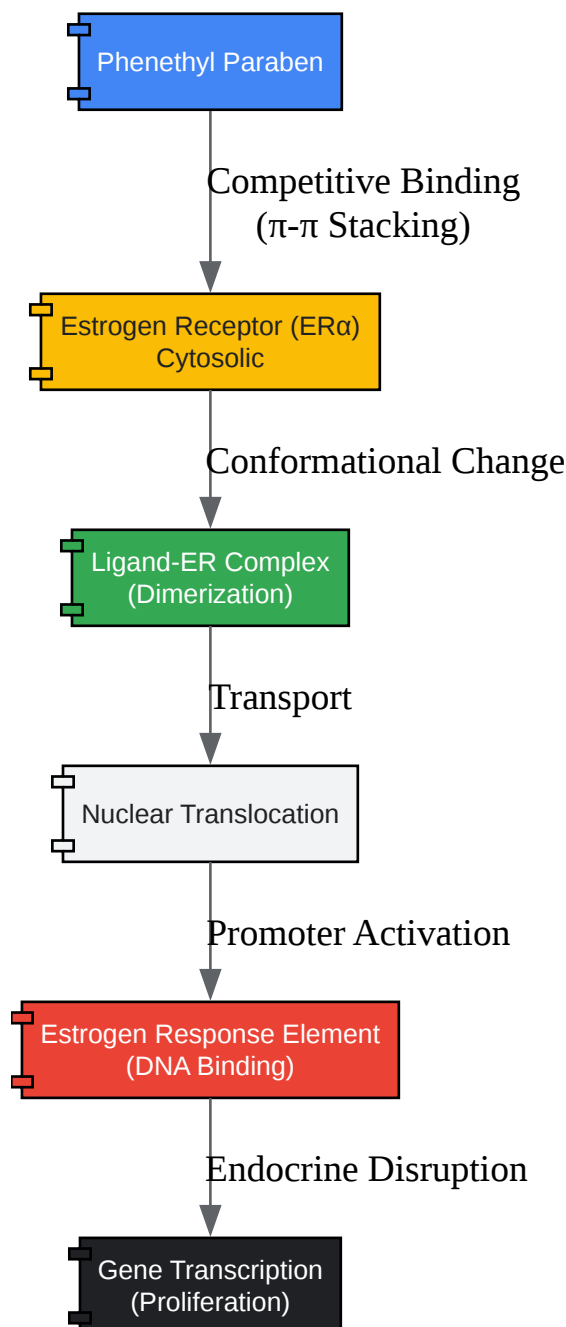 Phenethyl Paraben
Competitive Binding
(π-π Stacking)
Estrogen Receptor (ERα)
Cytosolic
Conformational Change
Ligand-ER Complex
(Dimerization)
Transport
Nuclear Translocation
Promoter Activation
Estrogen Response Element
(DNA Binding)
Endocrine Disruption
Gene Transcription
(Proliferation)